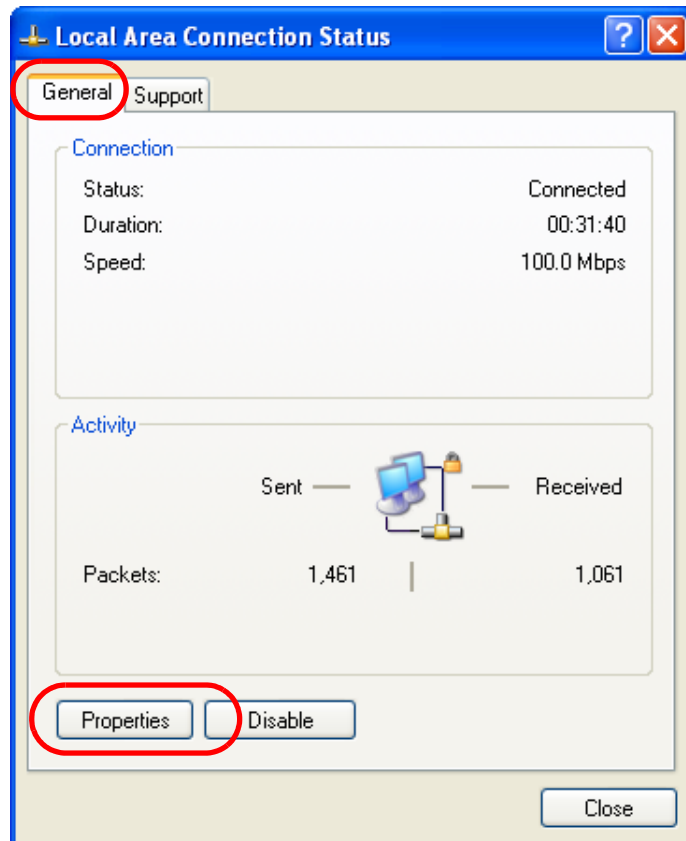 Local Area Connection Status
General Support
Connection
Status: Connected
Duration: 00:31:40
Speed: 100.0 Mbps
Activity
Sent Received
Packets: 1,461 1,061
Properties Disable
Close